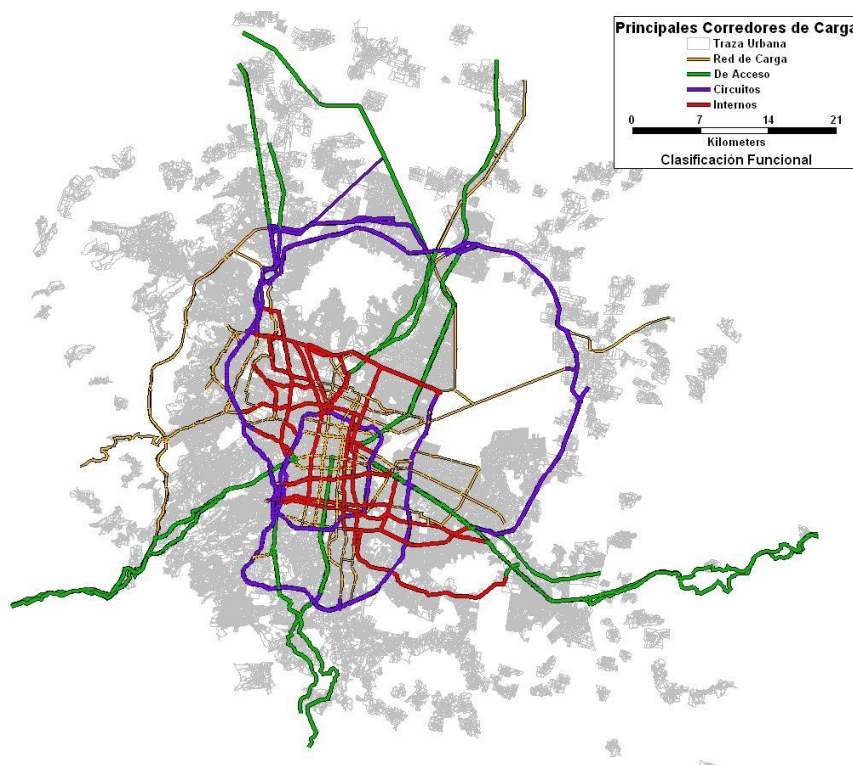 Principales Corredores de Carga
Traza Urbana
Red de Carga
De Acceso
Circuitos
Internos
0 7 14 21
Kilometers
Clasificación Funcional